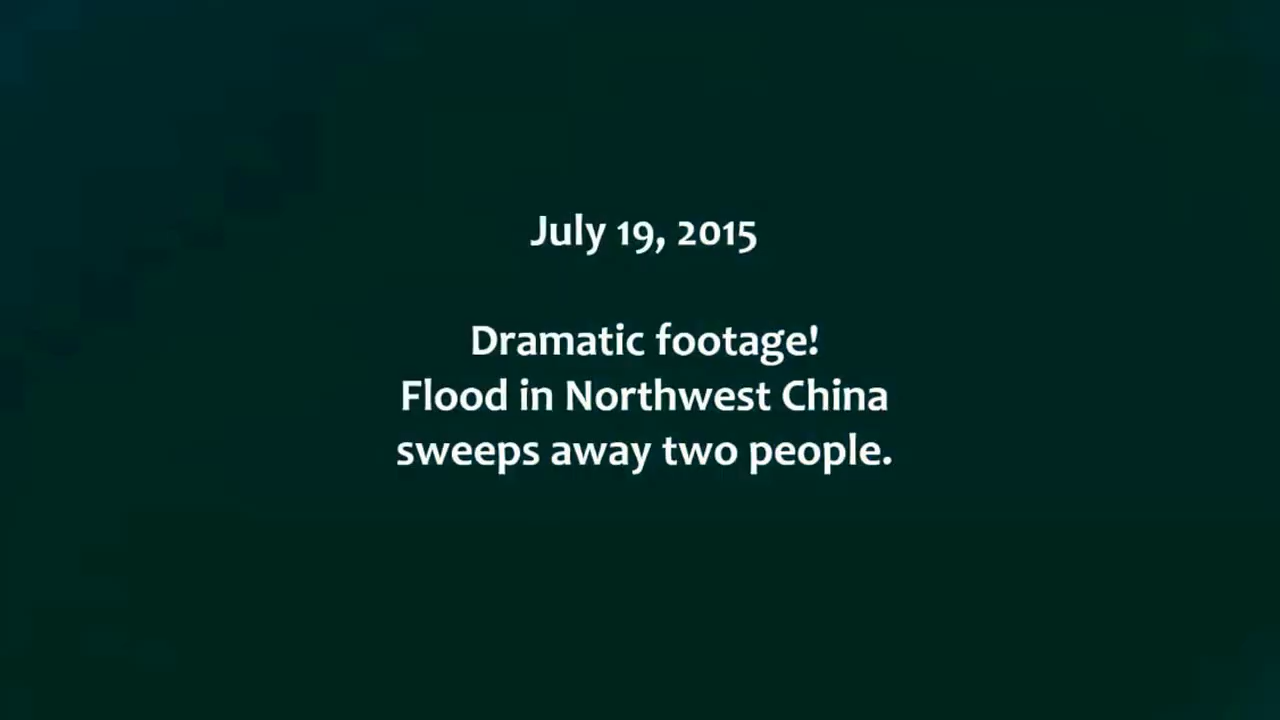 July 19, 2015
Dramatic footage!
Flood in Northwest China
sweeps away two people.